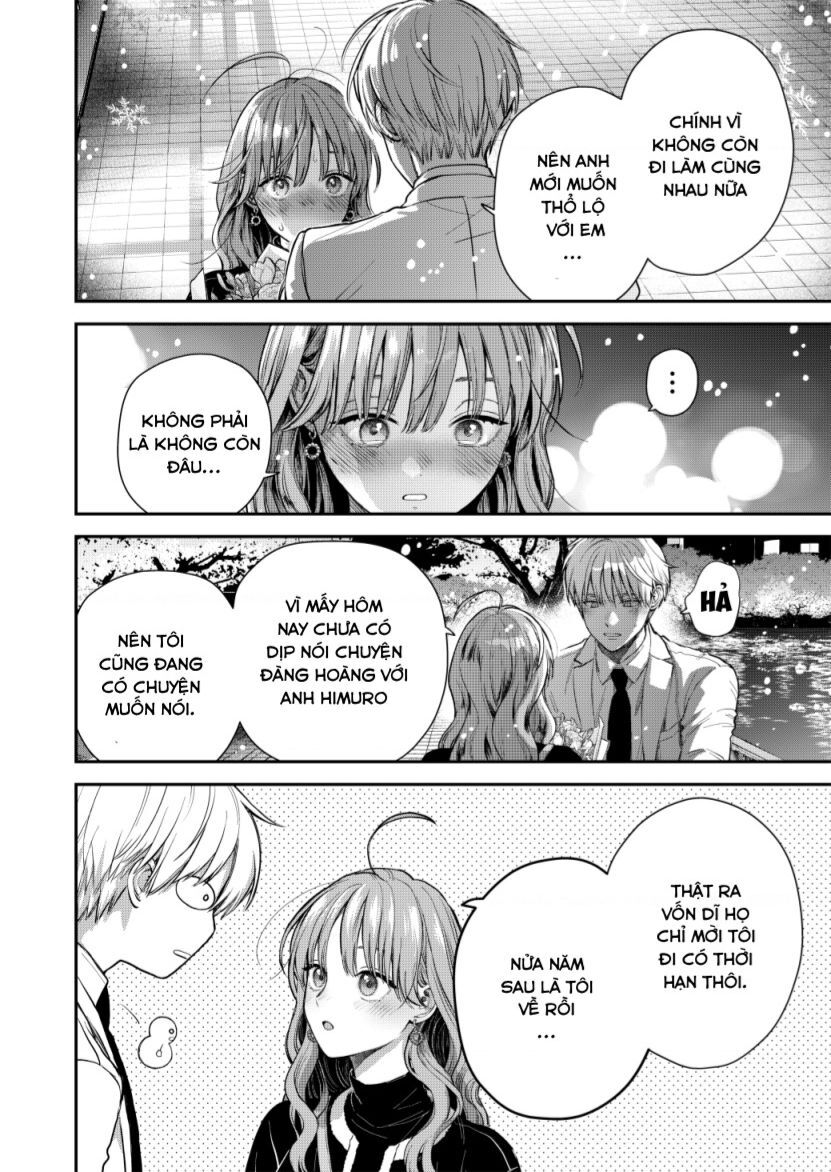 CHÍNH VÌ
KHÔNG CÒN
ĐI LÀM CÙNG
NHAU NỮA
NÊN ANH
MỚI MUỐN
THỔ LỘ
VỚI EM
...
...
KHÔNG PHẢI
LÀ KHÔNG CÒN
ĐÂU...
HẢ
VÌ MẤY HÔM
NAY CHƯA CÓ
DỊP NÓI CHUYỆN
ĐÀNG HOÀNG VỚI
ANH HIMURO
NÊN TÔI
CŨNG ĐANG
CÓ CHUYỆN
MUỐN NÓI.
THẬT RA
VỐN DĨ HỌ
CHỈ MỜI TÔI
ĐI CÓ THỜI
HẠN THÔI.
NỬA NĂM
SAU LÀ TÔI
VỀ RỒI
...